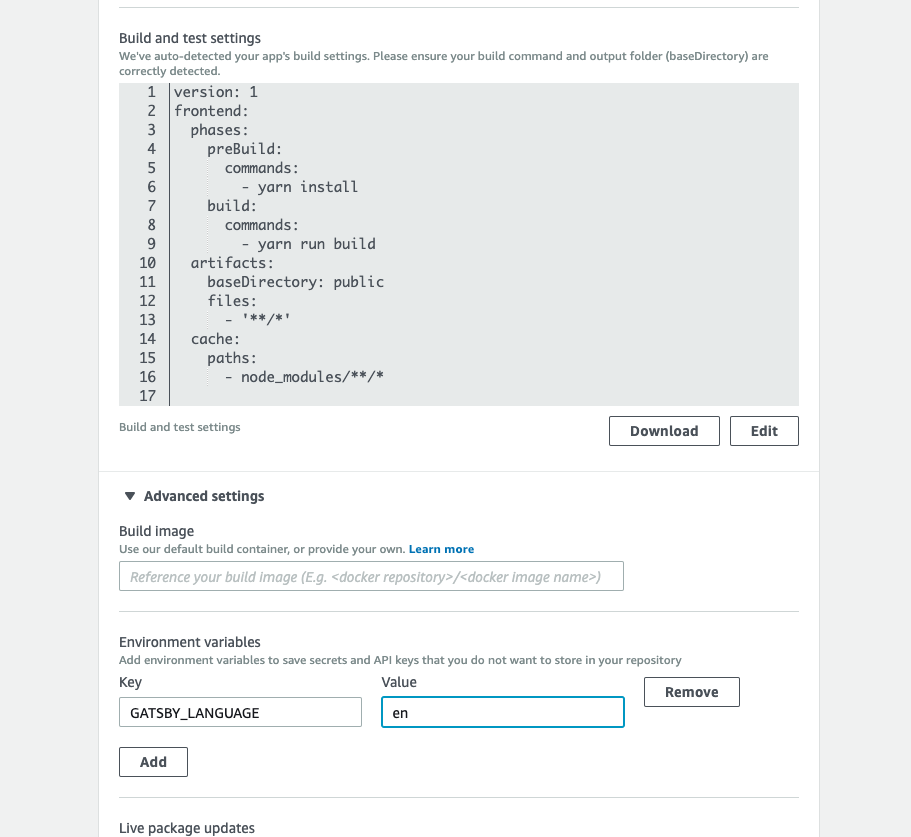 Build and test settings
We've auto-detected your app's build settings. Please ensure your build command and output folder (baseDirectory) are
correctly detected.
1 version: 1
2 frontend:
3 phases:
4 preBuild:
5 commands:
6 - yarn install
7 build:
8 commands:
9 - yarn run build
10 artifacts:
11 baseDirectory: public
12 files:
13 - '**/*'
14 cache:
15 paths:
16 - node_modules/**/*
17
Build and test settings
Download Edit
Advanced settings
Build image
Use our default build container, or provide your own. Learn more
Reference your build image (E.g. <docker repository>/<docker image name>)
Environment variables
Add environment variables to save secrets and API keys that you do not want to store in your repository
Key Value
Remove
GATSBY_LANGUAGE en
Add
Live package updates